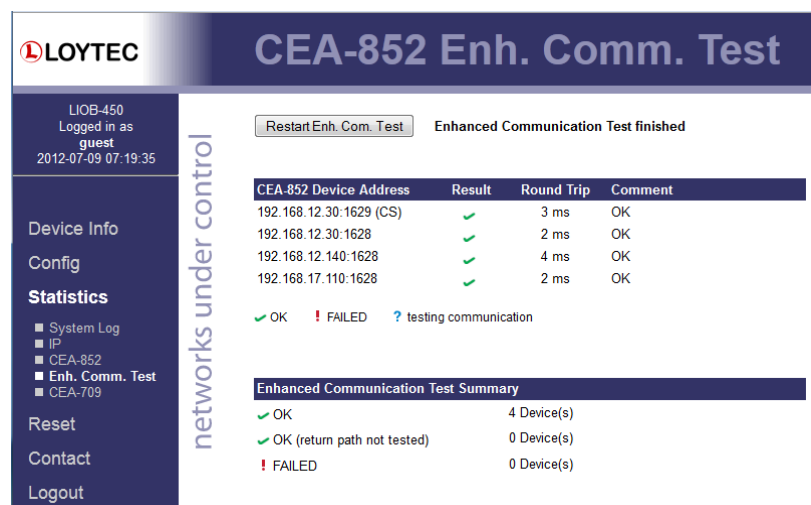 LOYTEC
CEA-852 Enh. Comm. Test
LIOB-450
Logged in as
guest
2012-07-09 07:19:35
Device Info
Config
Statistics
System Log
IP
CEA-852
Enh. Comm. Test
CEA-709
Reset
Contact
Logout
networks under control
Restart Enh. Com. Test Enhanced Communication Test finished
CEA-852 Device Address Result Round Trip Comment
192.168.12.30:1629 (CS) 3 ms OK
192.168.12.30:1628 2 ms OK
192.168.12.140:1628 4 ms OK
192.168.17.110:1628 2 ms OK
OK ! FAILED ? testing communication
Enhanced Communication Test Summary
OK 4 Device(s)
OK (return path not tested) 0 Device(s)
! FAILED 0 Device(s)